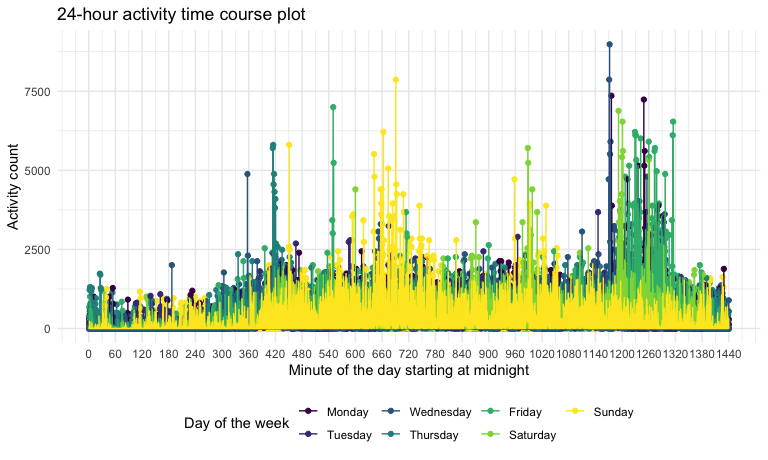 24-hour activity time course plot
Activity count
7500
5000
2500
0
0 60 120 180 240 300 360 420 480 540 600 660 720 780 840 900 960 1020 1080 1140 1200 1260 1320 1380 1440
Minute of the day starting at midnight
Day of the week
Monday Wednesday Friday Sunday
Tuesday Thursday Saturday